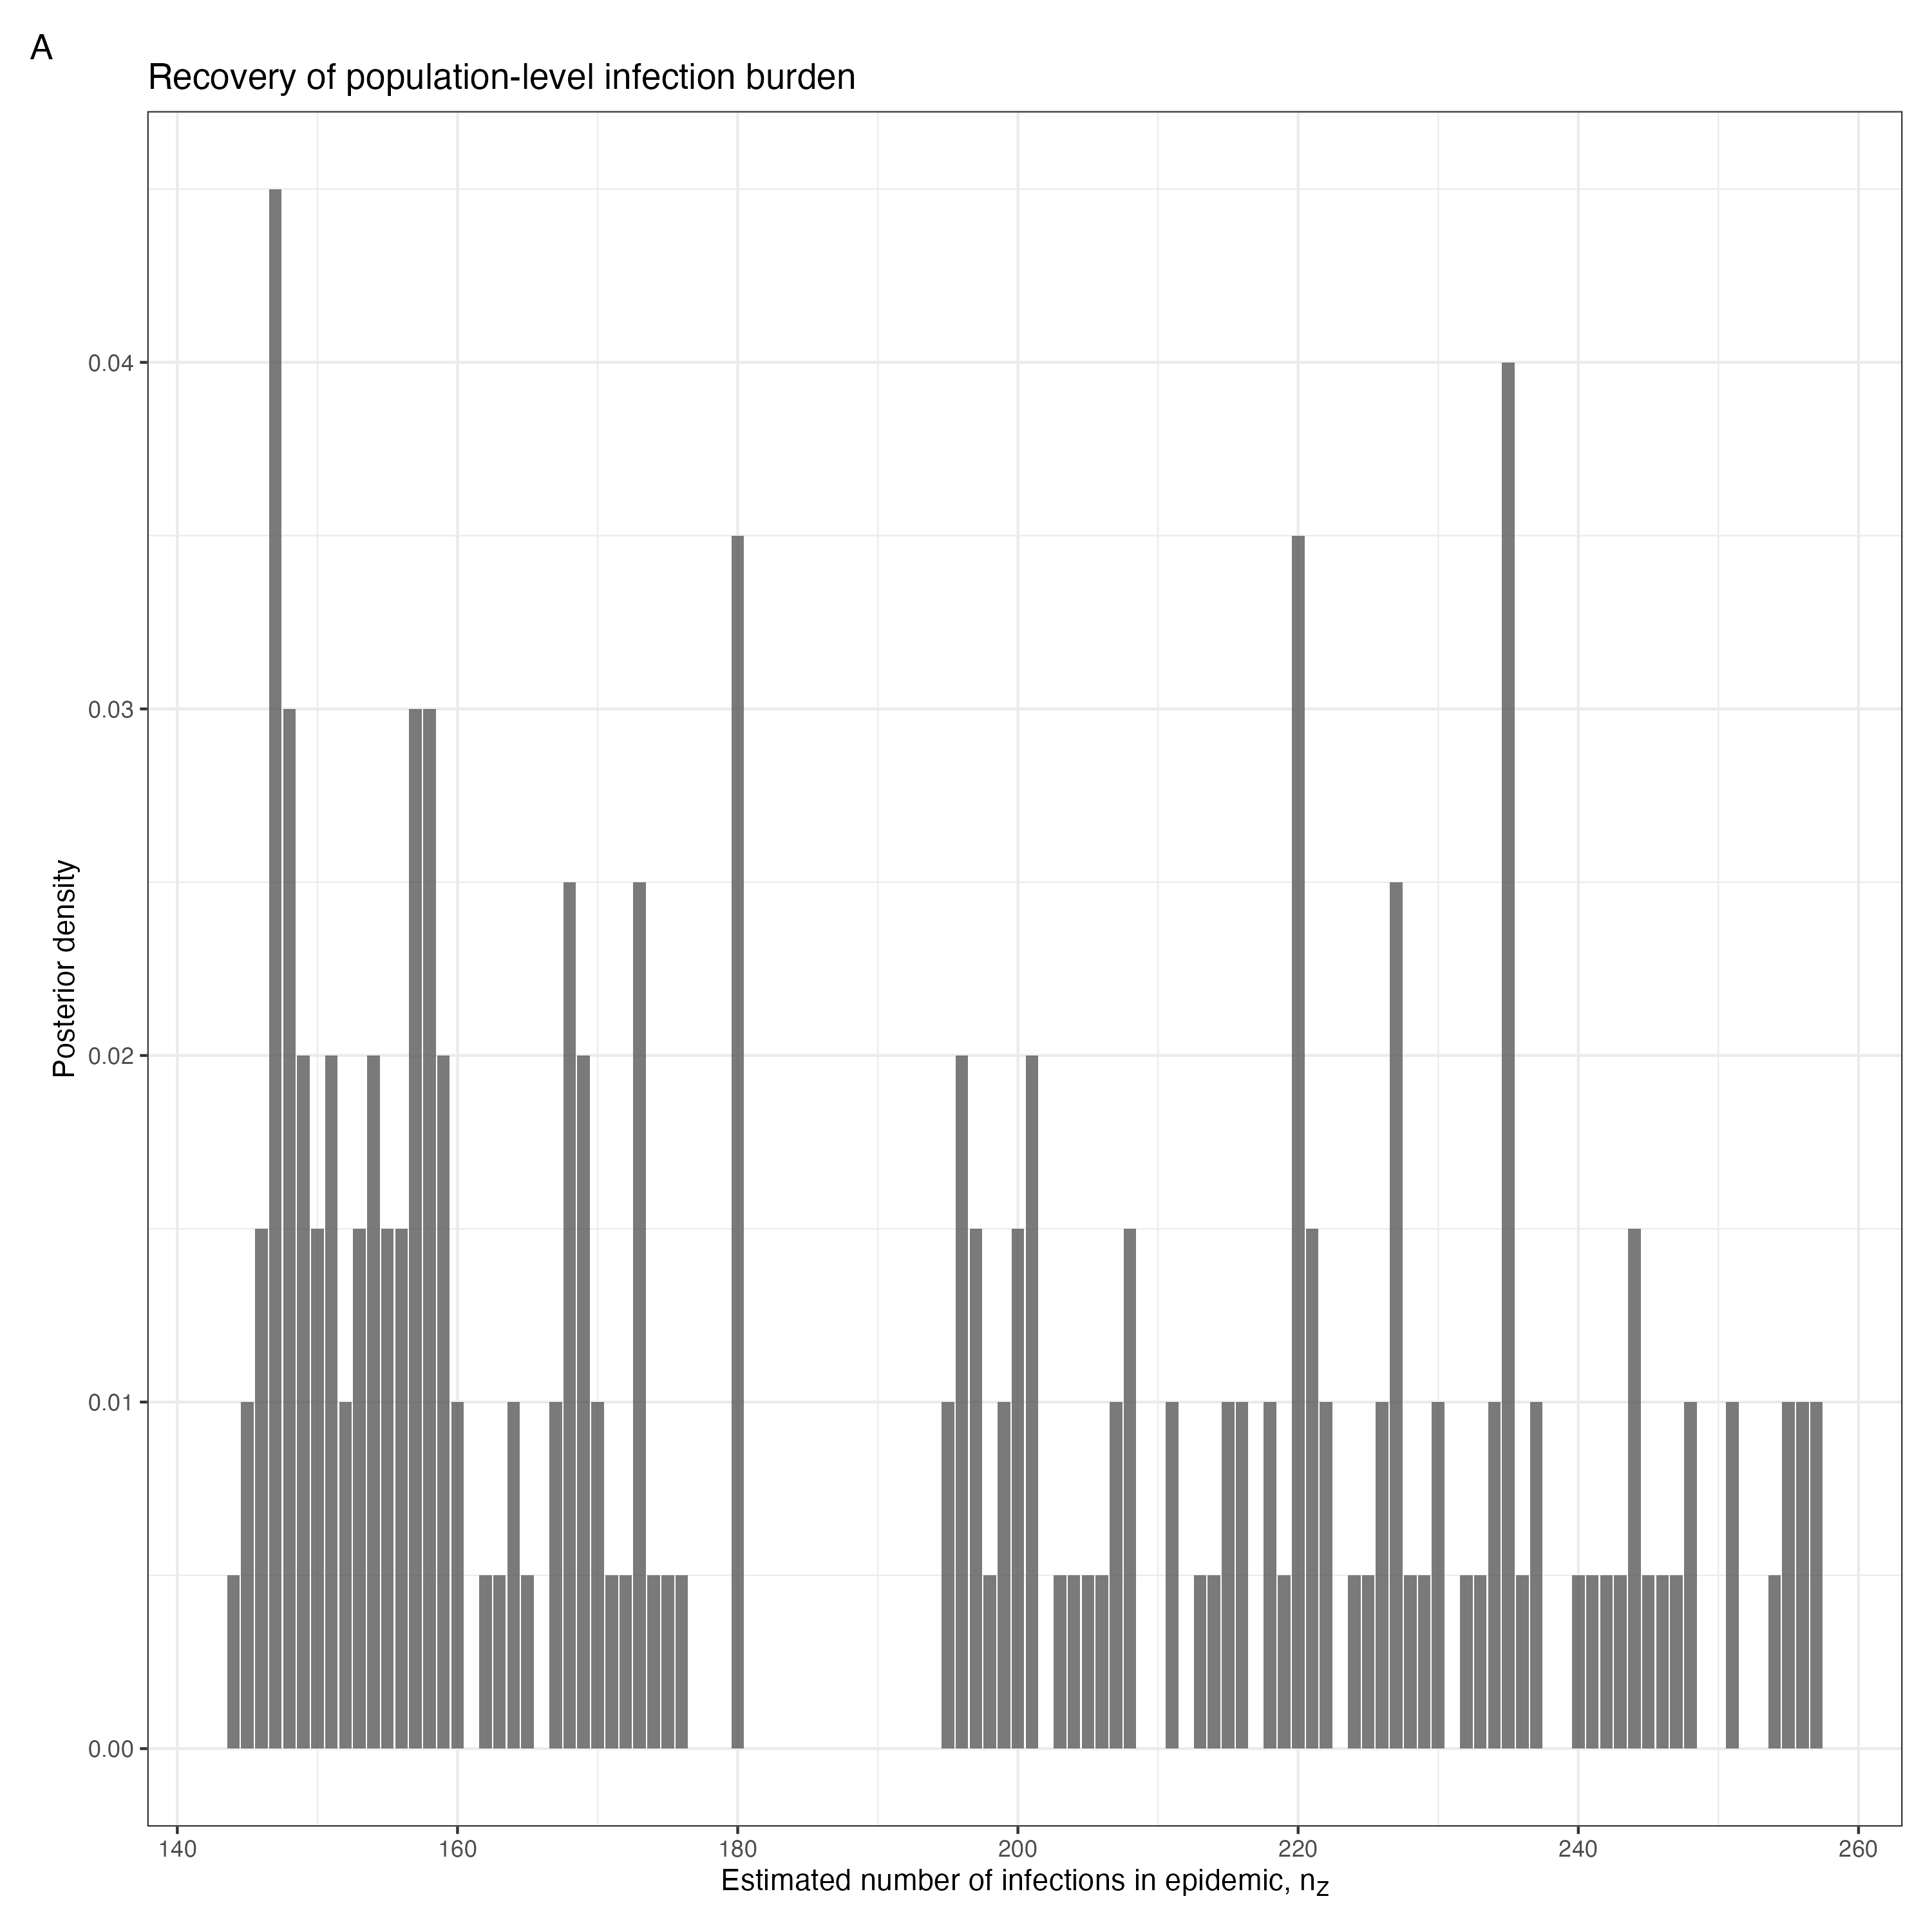 A
Recovery of population-level infection burden
Posterior density
0.04
0.03
0.02
0.01
0.00
140 160 180 200 220 240 260
Estimated number of infections in epidemic, nZ